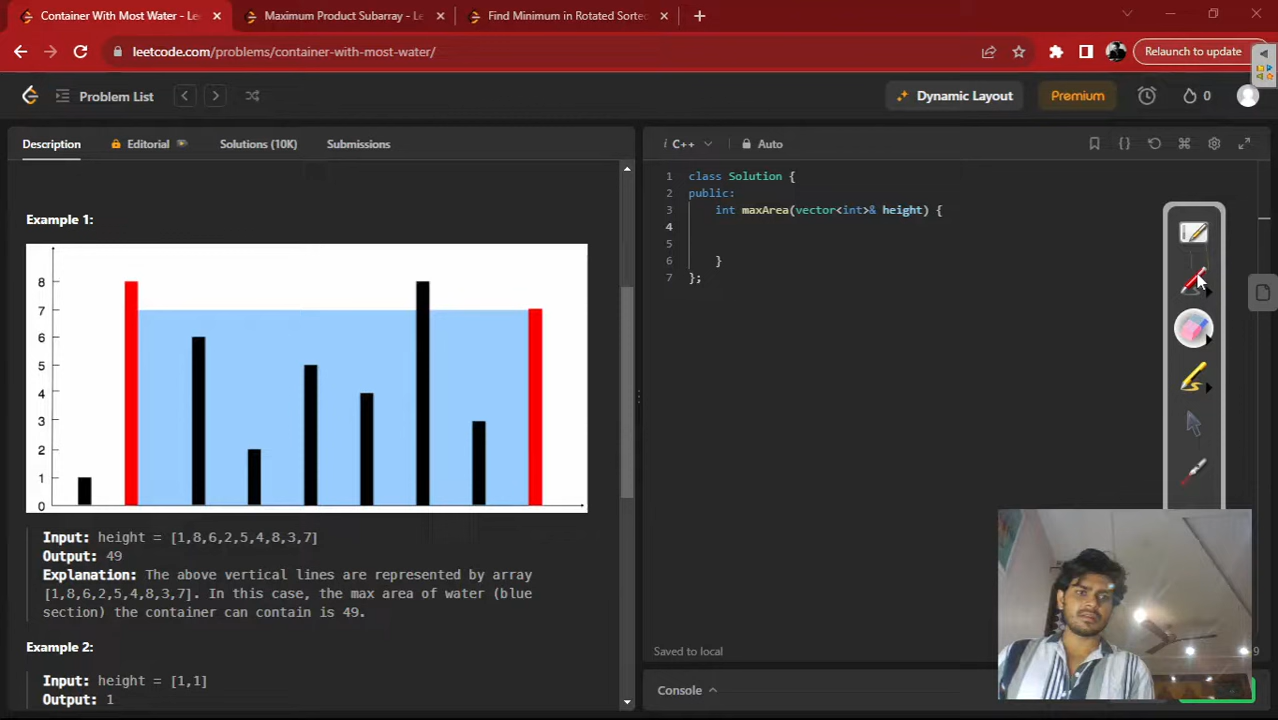 Container With Most Water - Lee
Maximum Product Subarray - Le
Find Minimum in Rotated Sorted
leetcode.com/problems/container-with-most-water/
Relaunch to update
Problem List
Dynamic Layout
Premium
0
Description
Editorial
Solutions (10K)
Submissions
i C++
Auto
Example 1:
8
7
6
5
4
3
2
1
0
Input: height = [1,8,6,2,5,4,8,3,7]
Output: 49
Explanation: The above vertical lines are represented by array
[1,8,6,2,5,4,8,3,7]. In this case, the max area of water (blue
section) the container can contain is 49.
Example 2:
Input: height = [1,1]
Output: 1
1 class Solution {
2 public:
3 int maxArea(vector<int>& height) {
4
5
6 }
7 };
Saved to local
9
Console